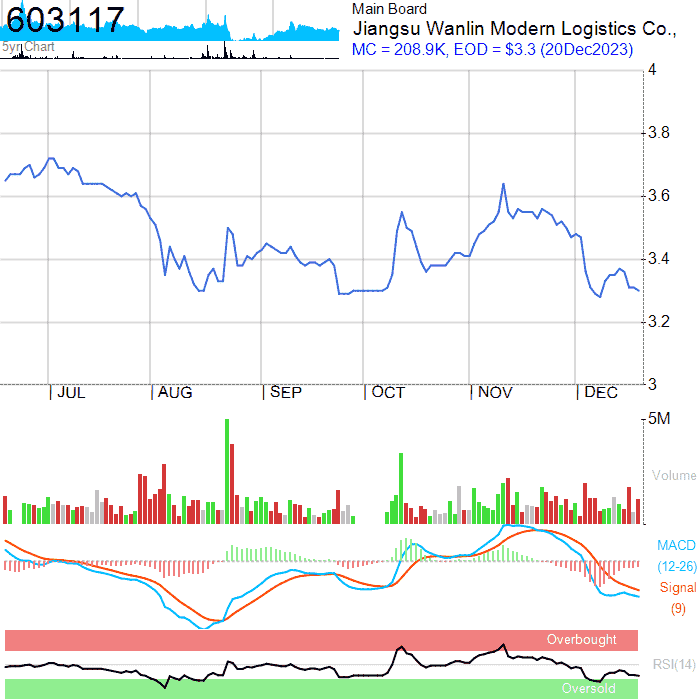 603117
5yr Chart
Main Board
Jiangsu Wanlin Modern Logistics Co.,
MC = 208.9K, EOD = $3.3 (20Dec2023)
4
3.8
3.6
3.4
3.2
3
JUL
AUG
SEP
OCT
NOV
DEC
5M
Volume
MACD
(12-26)
Signal
(9)
Overbought
RSI(14)
Oversold